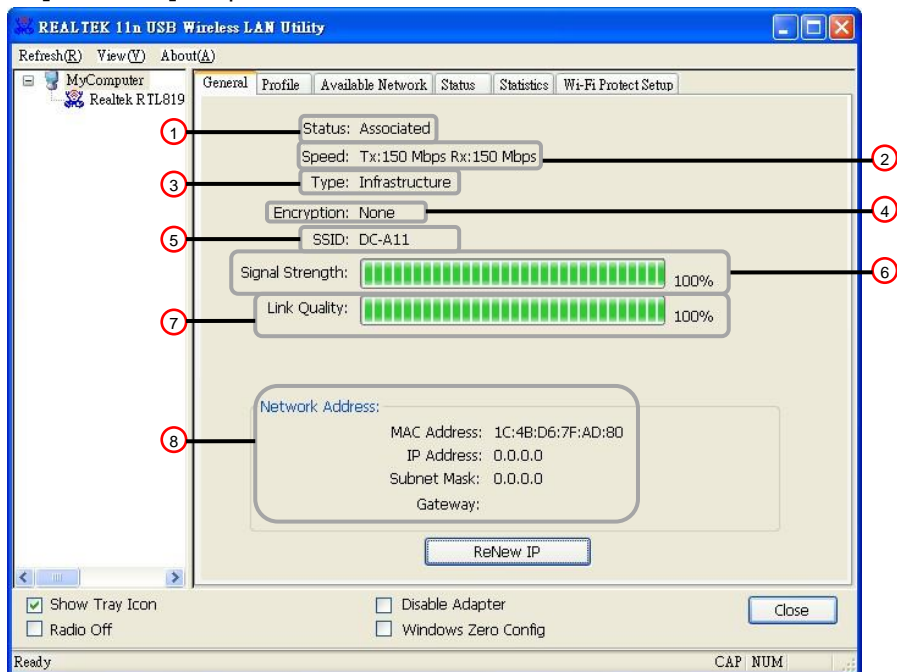 REALTEK 11n USB Wireless LAN Utility
Refresh(R) View(V) About(A)
MyComputer
Realtek RTL819
General Profile Available Network Status Statistics Wi-Fi Protect Setup
1
Status: Associated
Speed: Tx:150 Mbps Rx:150 Mbps
2
3
Type: Infrastructure
Encryption: None
4
5
SSID: DC-A11
Signal Strength: 100%
6
Link Quality: 100%
7
Network Address:
MAC Address: 1C:4B:D6:7F:AD:80
8
IP Address: 0.0.0.0
Subnet Mask: 0.0.0.0
Gateway:
ReNew IP
Show Tray Icon
Disable Adapter
Close
Radio Off
Windows Zero Config
Ready
CAP NUM